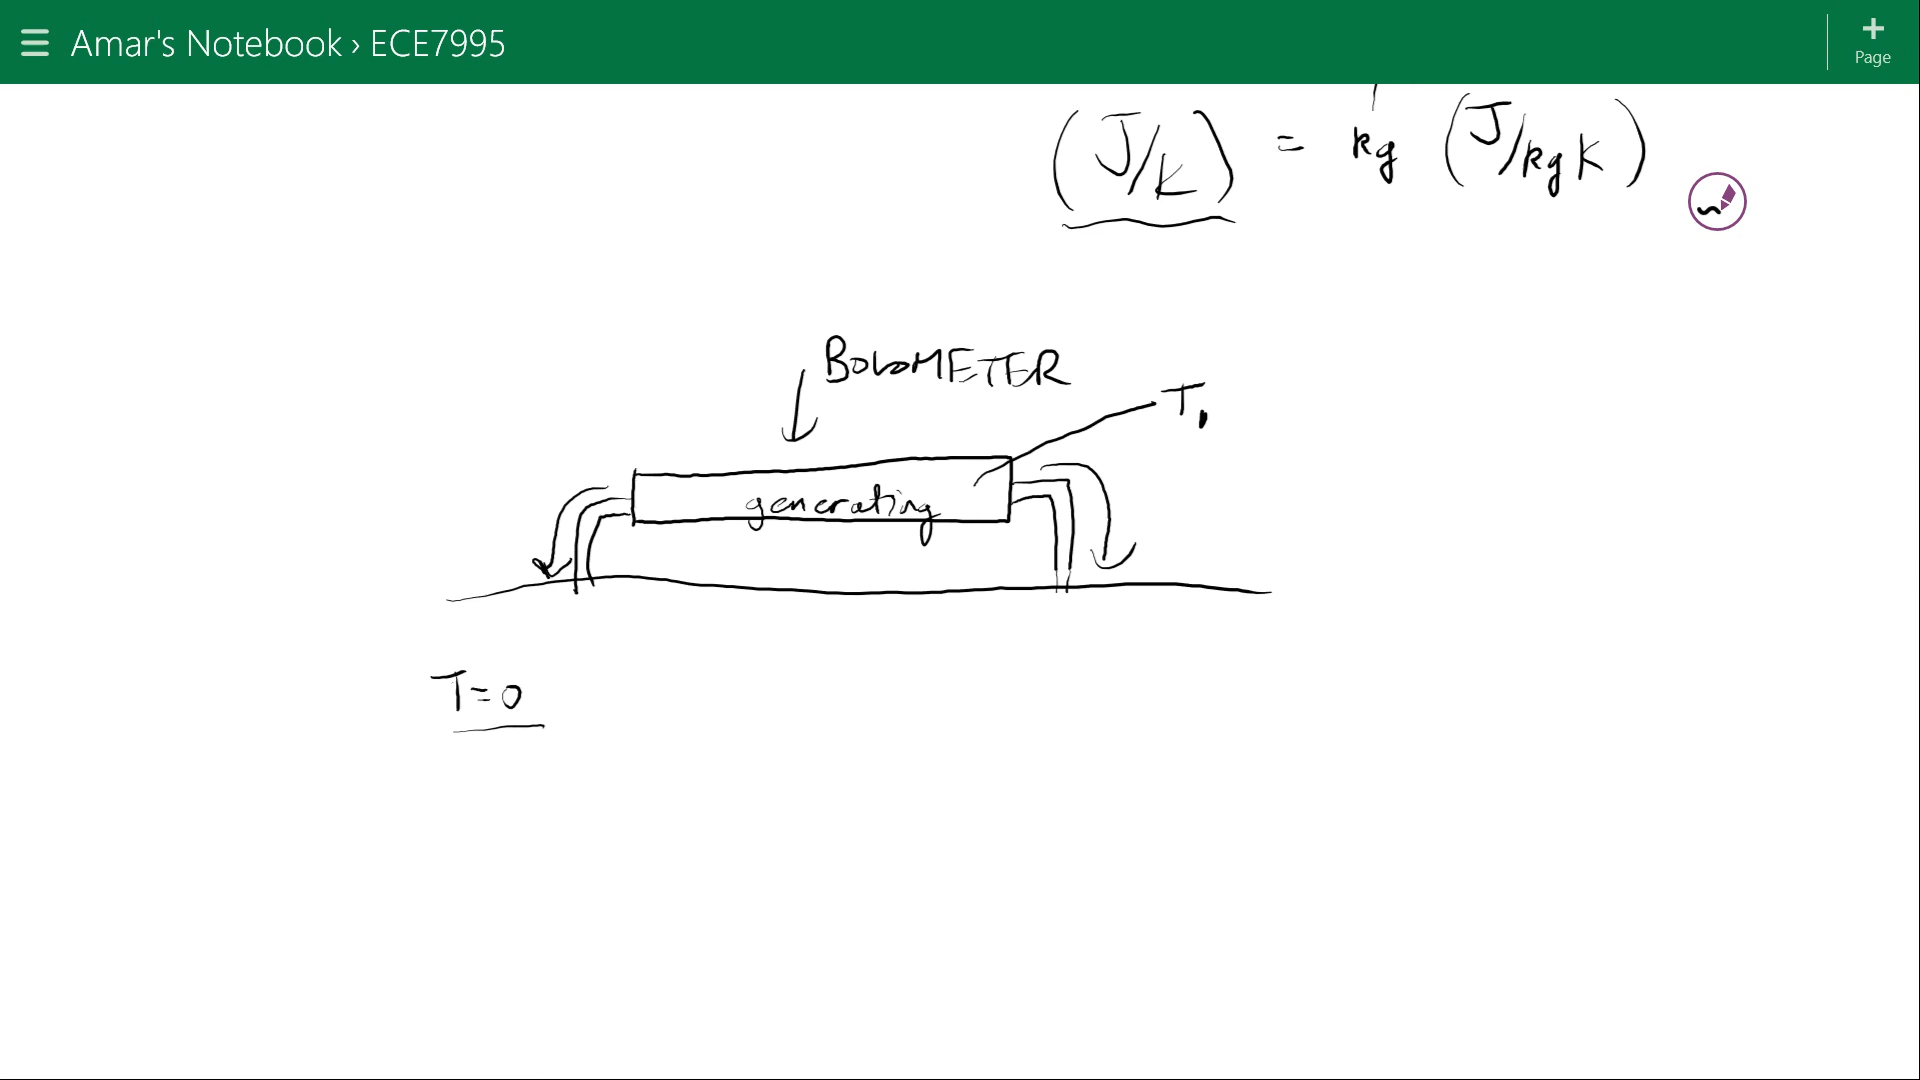 Amar's Notebook › ECE7995
Page
(J/K) = kg (J/kg K)
BOLOMETER
T1
generating
T=0